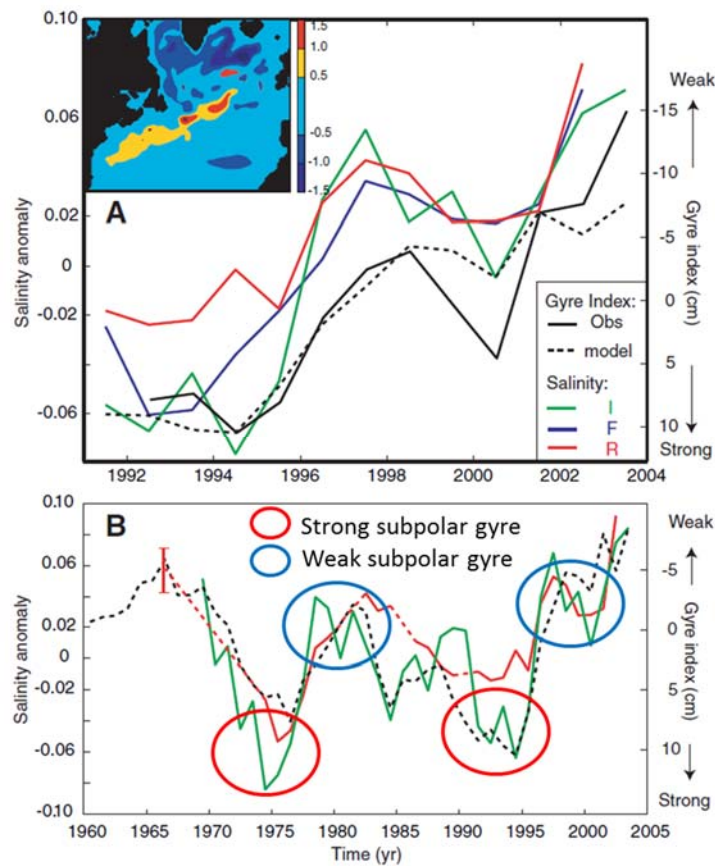 0.10
0.06
0.02
0
-0.02
-0.06
Salinity anomaly
1.5
0.5
-0.5
-1.0
-1.5
A
Weak
-15
-10
-5
0
5
10
Strong
Gyre index (cm)
Gyre Index:
Obs
model
Salinity:
I
F
R
1992 1994 1996 1998 2000 2002 2004
B
Strong subpolar gyre
Weak subpolar gyre
0.10
0.06
0.02
0
-0.02
-0.06
-0.10
Salinity anomaly
Weak
-5
0
5
10
Strong
Gyre index (cm)
1960 1965 1970 1975 1980 1985 1990 1995 2000 2005
Time (yr)